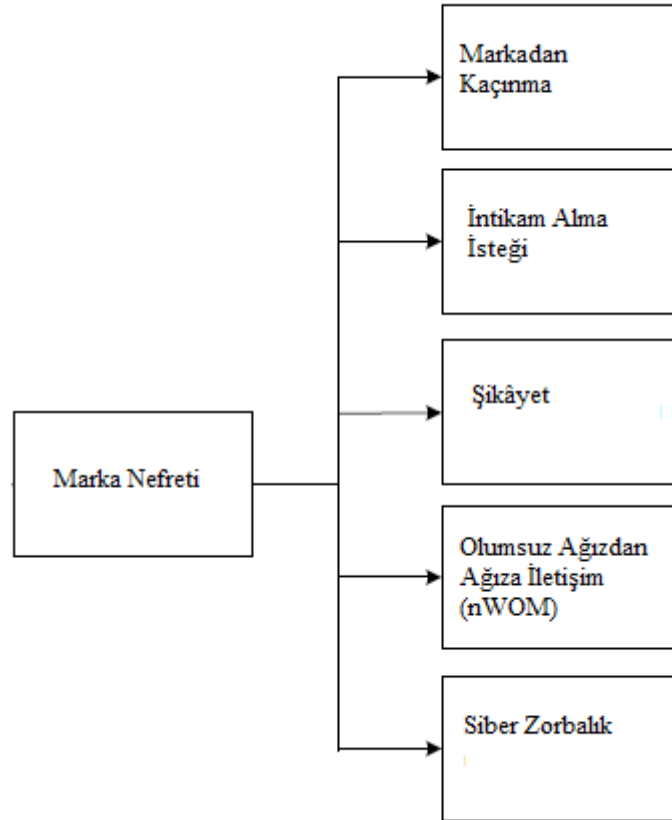 Markadan
Kaçınma
İntikam Alma
İsteği
Şikâyet
Marka Nefreti
Olumsuz Ağızdan
Ağıza İletişim
(nWOM)
Siber Zorbalık